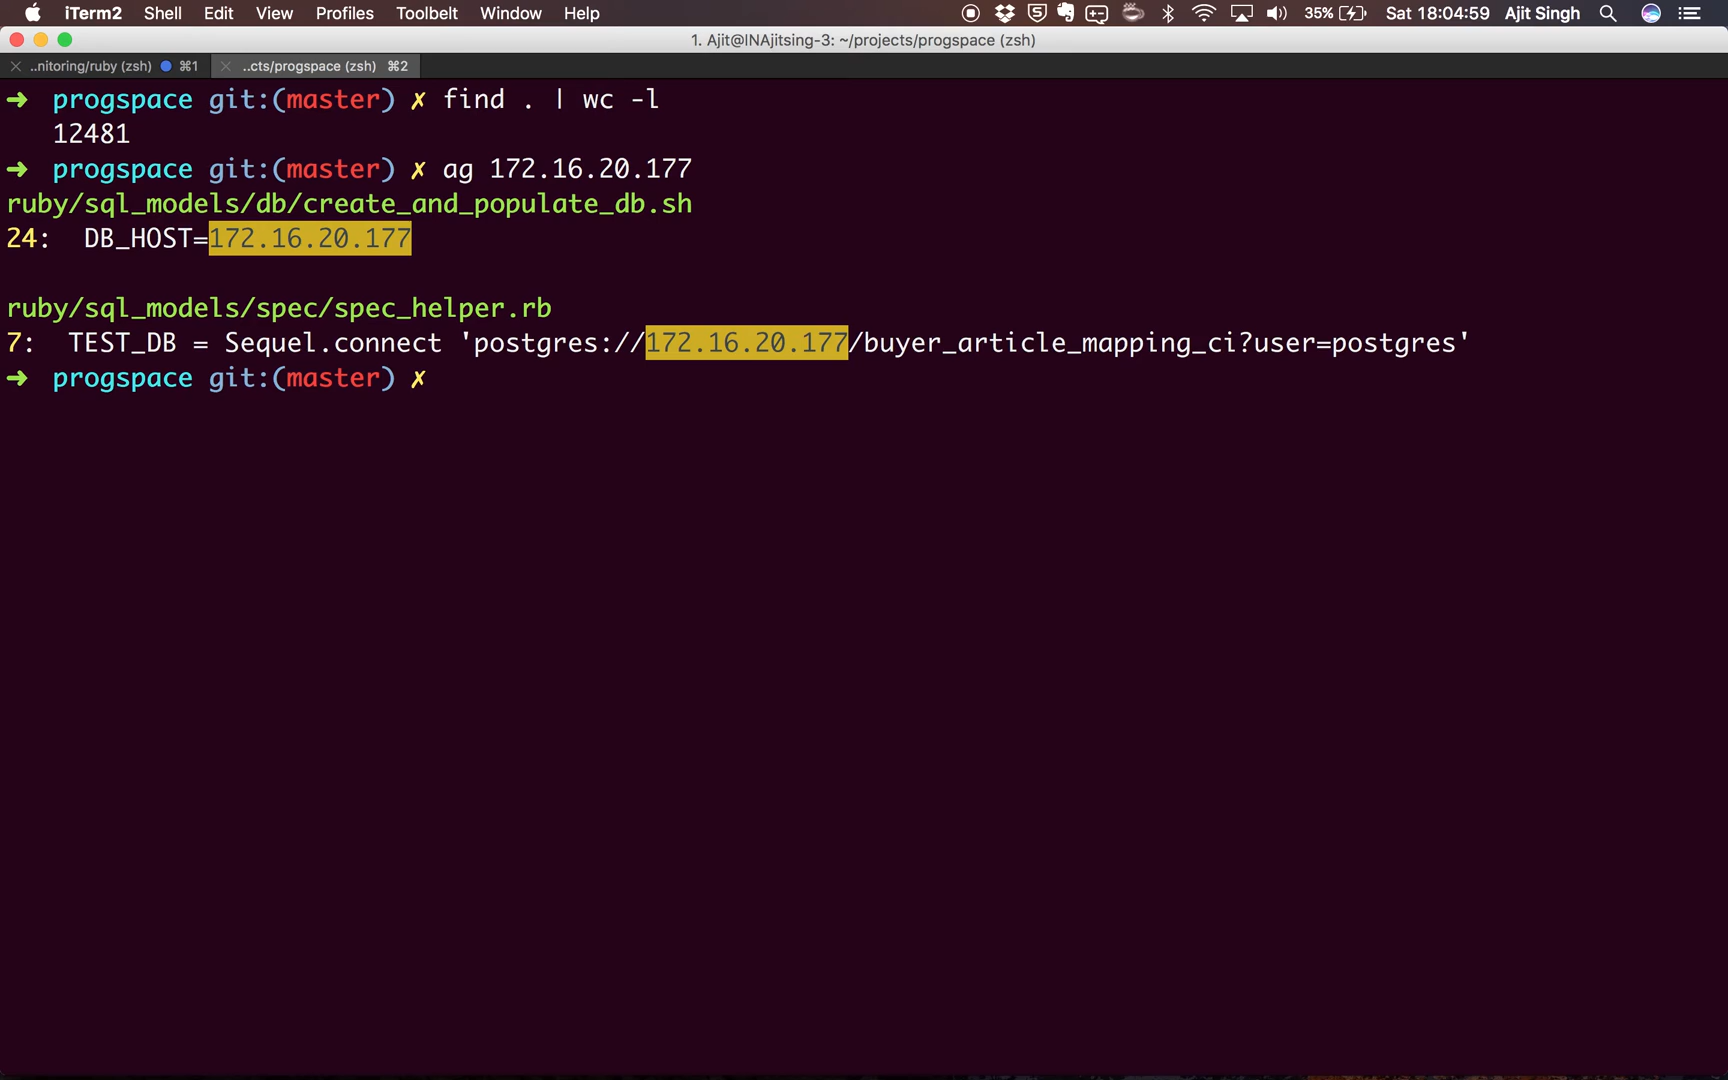 iTerm2 Shell Edit View Profiles Toolbelt Window Help 35% Sat 18:04:59 Ajit Singh
1. Ajit@INAjitsing-3: ~/projects/progspace (zsh)
..nitoring/ruby (zsh) ⌘1 ..cts/progspace (zsh) ⌘2
➜ progspace git:(master) ✗ find . | wc -l
12481
➜ progspace git:(master) ✗ ag 172.16.20.177
ruby/sql_models/db/create_and_populate_db.sh
24: DB_HOST=172.16.20.177
ruby/sql_models/spec/spec_helper.rb
7: TEST_DB = Sequel.connect 'postgres://172.16.20.177/buyer_article_mapping_ci?user=postgres'
➜ progspace git:(master) ✗